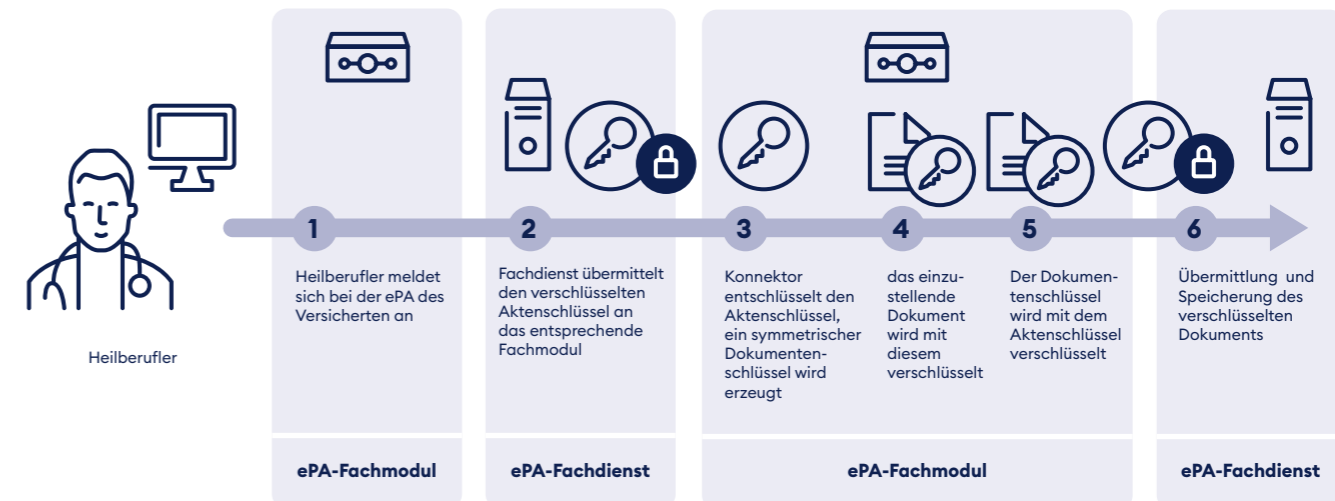 Heilberufler
1
Heilberufler meldet
sich bei der ePA des
Versicherten an
2
Fachdienst übermittelt
den verschlüsselten
Aktenschlüssel an
das entsprechende
Fachmodul
3
Konnektor
entschlüsselt den
Aktenschlüssel,
ein symmetrischer
Dokumenten-
schlüssel wird
erzeugt
4
das einzu-
stellende
Dokument
wird mit
diesem
verschlüsselt
5
Der Dokumen-
tenschlüssel
wird mit dem
Aktenschlüssel
verschlüsselt
6
Übermittlung und
Speicherung des
verschlüsselten
Dokuments
ePA-Fachmodul
ePA-Fachdienst
ePA-Fachmodul
ePA-Fachdienst